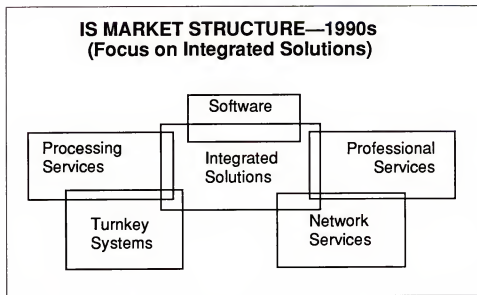 IS MARKET STRUCTURE—1990s
(Focus on Integrated Solutions)
Software
Processing
Services
Integrated
Solutions
Professional
Services
Turnkey
Systems
Network
Services